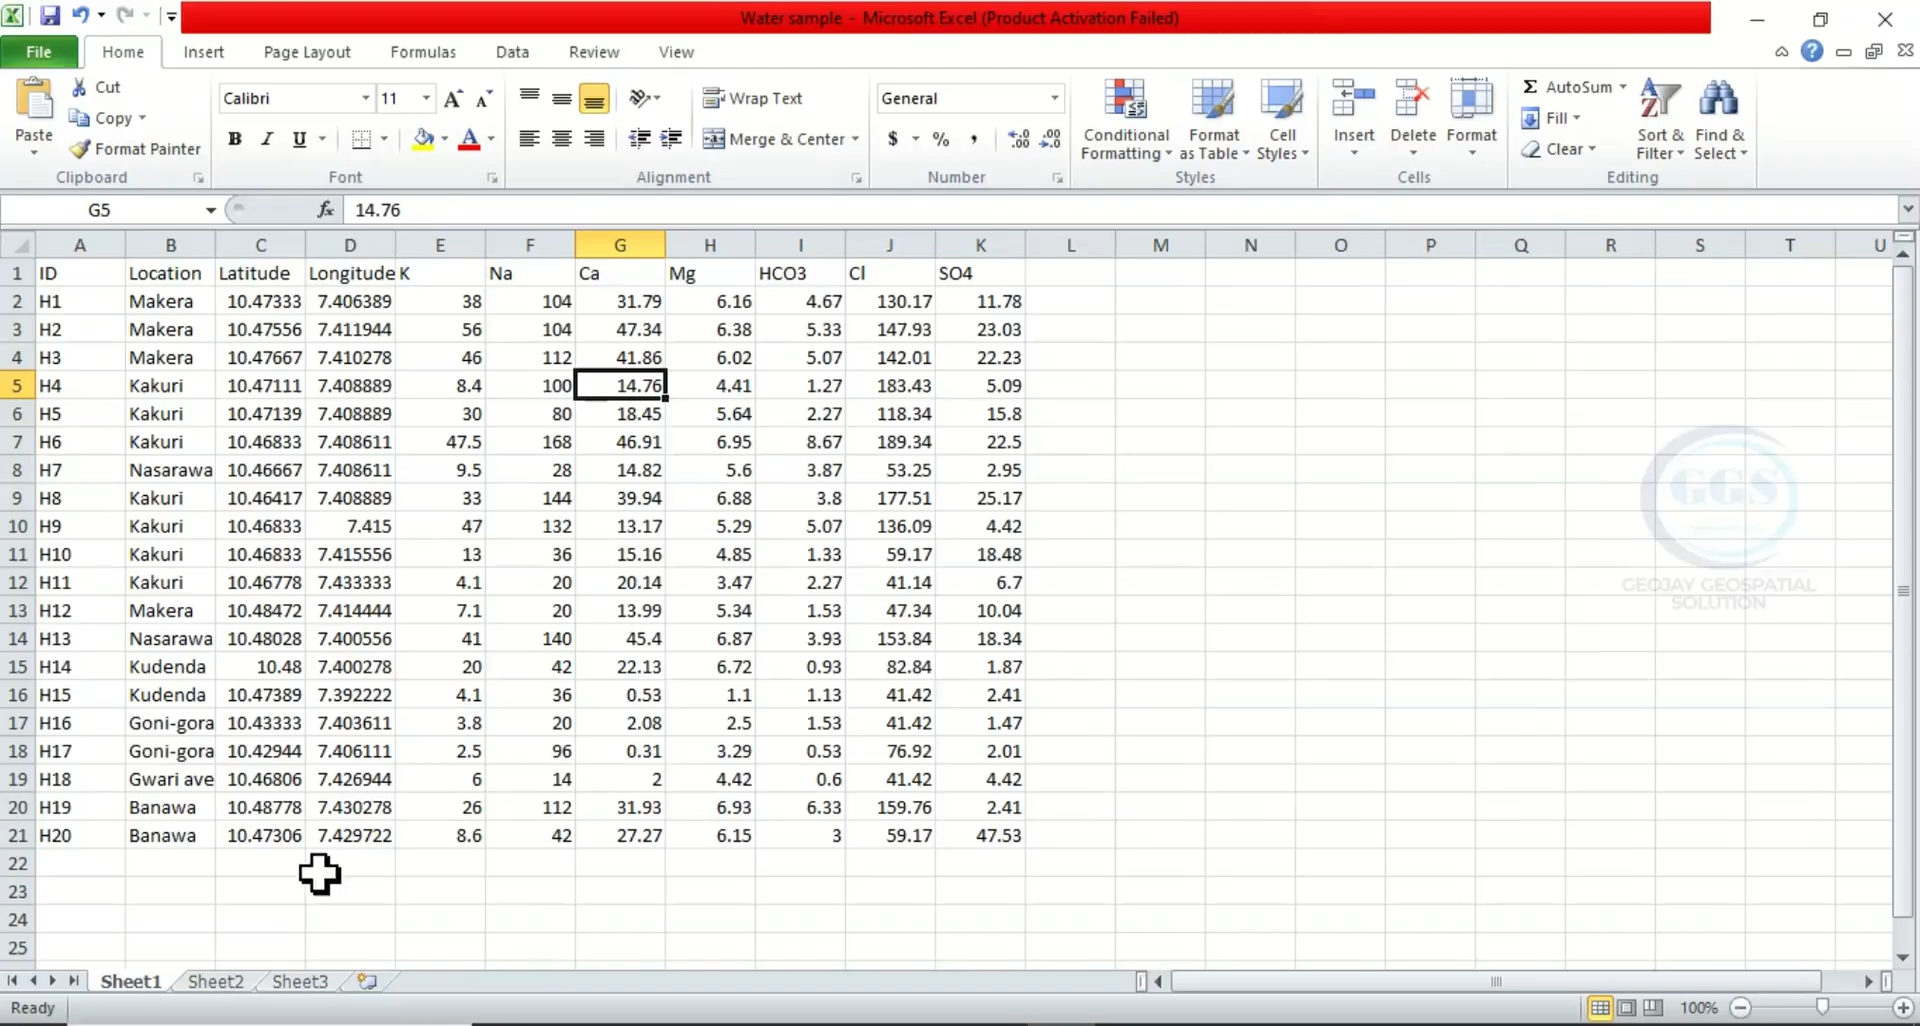 Water sample - Microsoft Excel (Product Activation Failed)
File Home Insert Page Layout Formulas Data Review View
Paste Cut Copy Format Painter Clipboard
Calibri 11 B I U A Font
Wrap Text Merge & Center Alignment
General $ % , Number
Conditional Formatting Format as Table Cell Styles Styles
Insert Delete Format Cells
Σ AutoSum Fill Clear Sort & Filter Find & Select Editing
G5 fx 14.76
A B C D E F G H I J K L M N O P Q R S T U
1 ID Location Latitude Longitude K Na Ca Mg HCO3 Cl SO4
2 H1 Makera 10.47333 7.406389 38 104 31.79 6.16 4.67 130.17 11.78
3 H2 Makera 10.47556 7.411944 56 104 47.34 6.38 5.33 147.93 23.03
4 H3 Makera 10.47667 7.410278 46 112 41.86 6.02 5.07 142.01 22.23
5 H4 Kakuri 10.47111 7.408889 8.4 100 14.76 4.41 1.27 183.43 5.09
6 H5 Kakuri 10.47139 7.408889 30 80 18.45 5.64 2.27 118.34 15.8
7 H6 Kakuri 10.46833 7.408611 47.5 168 46.91 6.95 8.67 189.34 22.5
8 H7 Nasarawa 10.46667 7.408611 9.5 28 14.82 5.6 3.87 53.25 2.95
9 H8 Kakuri 10.46417 7.408889 33 144 39.94 6.88 3.8 177.51 25.17
10 H9 Kakuri 10.46833 7.415 47 132 13.17 5.29 5.07 136.09 4.42
11 H10 Kakuri 10.46833 7.415556 13 36 15.16 4.85 1.33 59.17 18.48
12 H11 Kakuri 10.46778 7.433333 4.1 20 20.14 3.47 2.27 41.14 6.7
13 H12 Makera 10.48472 7.414444 7.1 20 13.99 5.34 1.53 47.34 10.04
14 H13 Nasarawa 10.48028 7.400556 41 140 45.4 6.87 3.93 153.84 18.34
15 H14 Kudenda 10.48 7.400278 20 42 22.13 6.72 0.93 82.84 1.87
16 H15 Kudenda 10.47389 7.392222 4.1 36 0.53 1.1 1.13 41.42 2.41
17 H16 Goni-gora 10.43333 7.403611 3.8 20 2.08 2.5 1.53 41.42 1.47
18 H17 Goni-gora 10.42944 7.406111 2.5 96 0.31 3.29 0.53 76.92 2.01
19 H18 Gwari ave 10.46806 7.426944 6 14 2 4.42 0.6 41.42 4.42
20 H19 Banawa 10.48778 7.430278 26 112 31.93 6.93 6.33 159.76 2.41
21 H20 Banawa 10.47306 7.429722 8.6 42 27.27 6.15 3 59.17 47.53
22
23
24
25
GGS
GEOJAY GEOSPATIAL
SOLUTION
Sheet1 Sheet2 Sheet3
Ready 100%